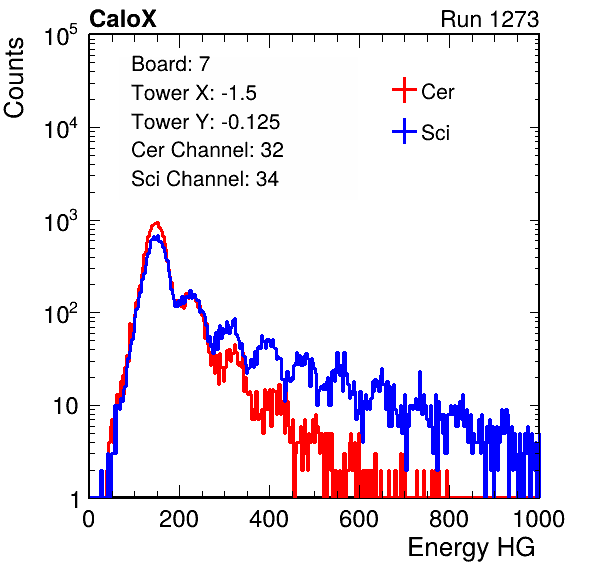 CaloX Run 1273
10^5
Counts
Board: 7
Tower X: -1.5
Tower Y: -0.125
Cer Channel: 32
Sci Channel: 34
Cer
Sci
10^4
10^3
10^2
10
1
0 200 400 600 800 1000
Energy HG